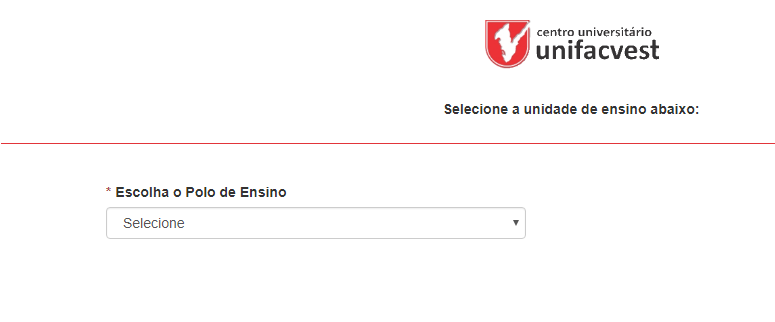 centro universitário
unifacvest
Selecione a unidade de ensino abaixo:
* Escolha o Polo de Ensino
Selecione